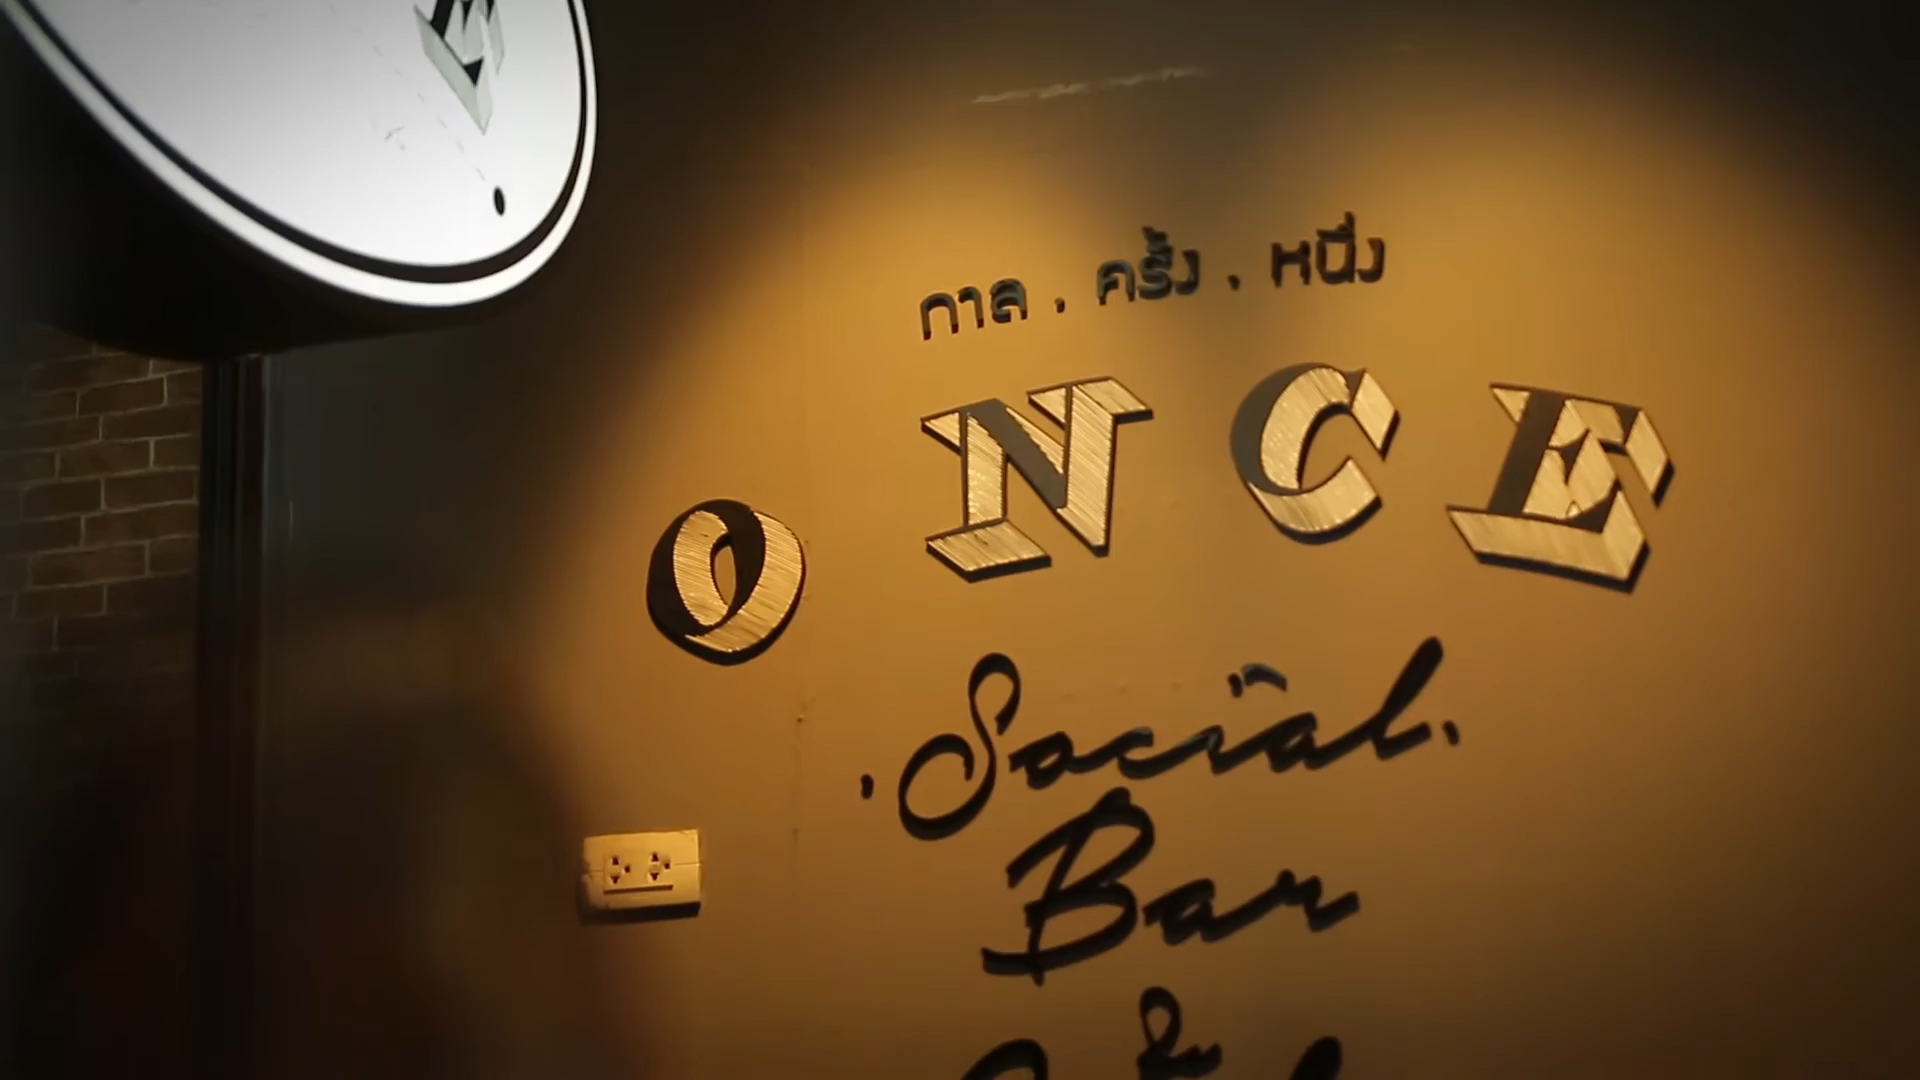 กาล . ครั้ง . หนึ่ง
ONCE
. Social .
Bar
&